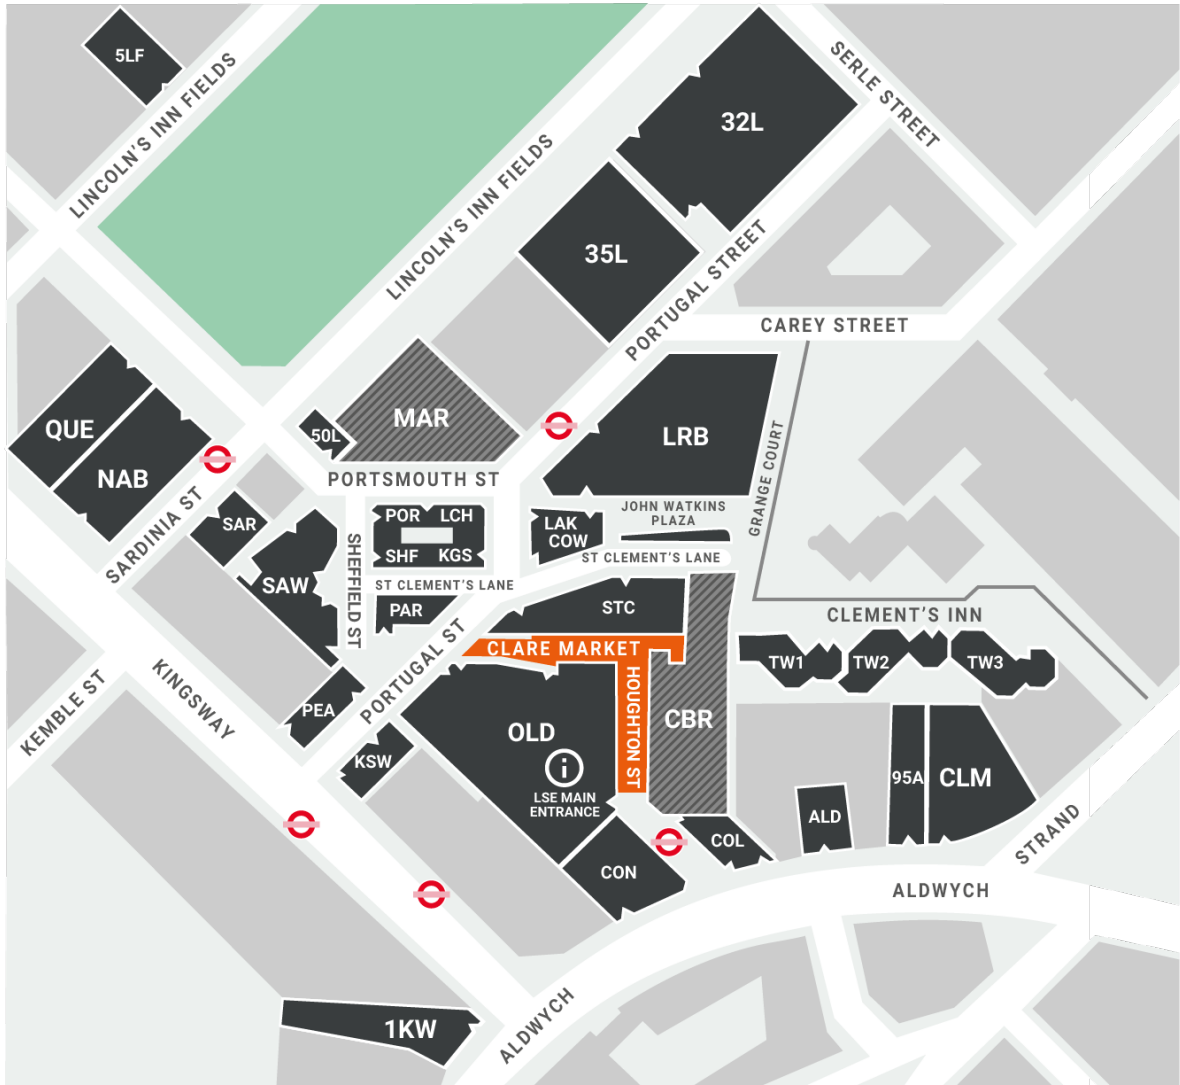 5LF
LINCOLN'S INN FIELDS
LINCOLN'S INN FIELDS
32L
SERLE STREET
35L
PORTUGAL STREET
CAREY STREET
QUE
NAB
SARDINIA ST
50L
MAR
PORTSMOUTH ST
LRB
GRANGE COURT
JOHN WATKINS
PLAZA
SAR
SAW
SHEFFIELD ST
POR LCH
SHF KGS
LAK
COW
ST CLEMENT'S LANE
ST CLEMENT'S LANE
PAR
STC
CLEMENT'S INN
CLARE MARKET
HOUGHTON ST
PORTUGAL ST
TW1
TW2
TW3
KEMBLE ST
KINGSWAY
PEA
KSW
OLD
LSE MAIN
ENTRANCE
CBR
95A
CLM
ALD
COL
CON
STRAND
ALDWYCH
1KW
ALDWYCH